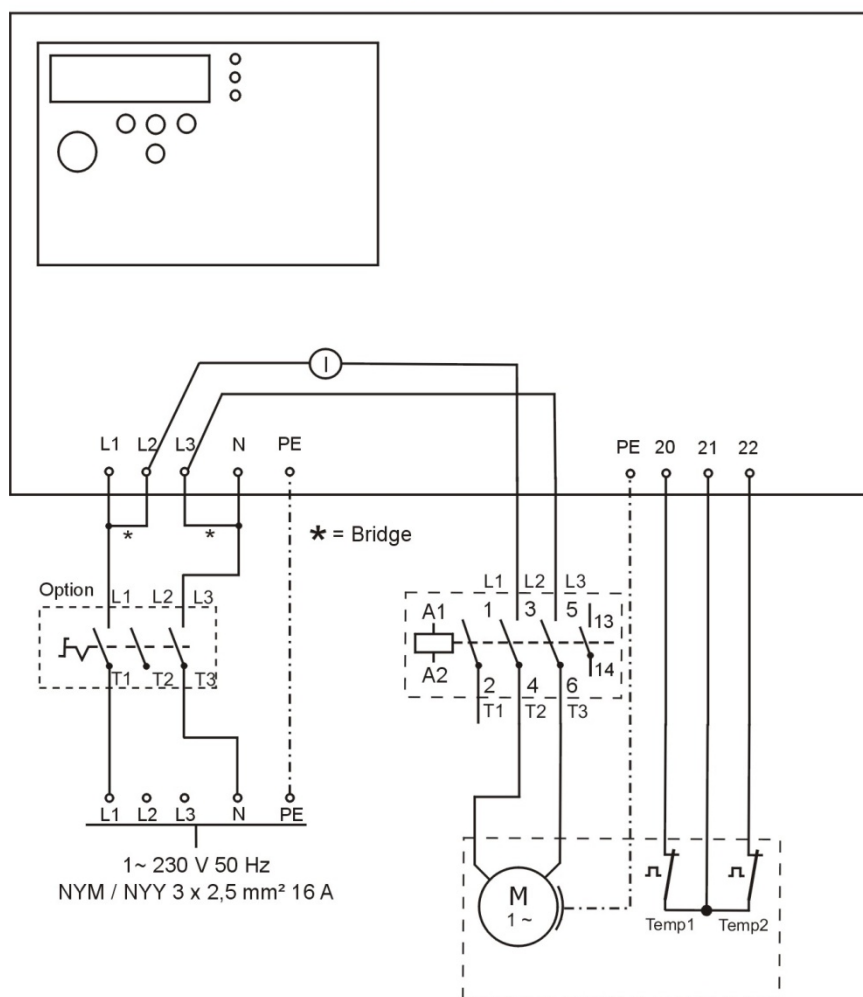 I
L1 L2 L3 N PE
PE 20 21 22
* *
* = Bridge
Option
L1 L2 L3
T1 T2 T3
L1 L2 L3
A1 1 3 5 13
A2 2 4 6 14
T1 T2 T3
L1 L2 L3 N PE
1~ 230 V 50 Hz
NYM / NYY 3 x 2,5 mm² 16 A
M
1 ~
Temp1 Temp2